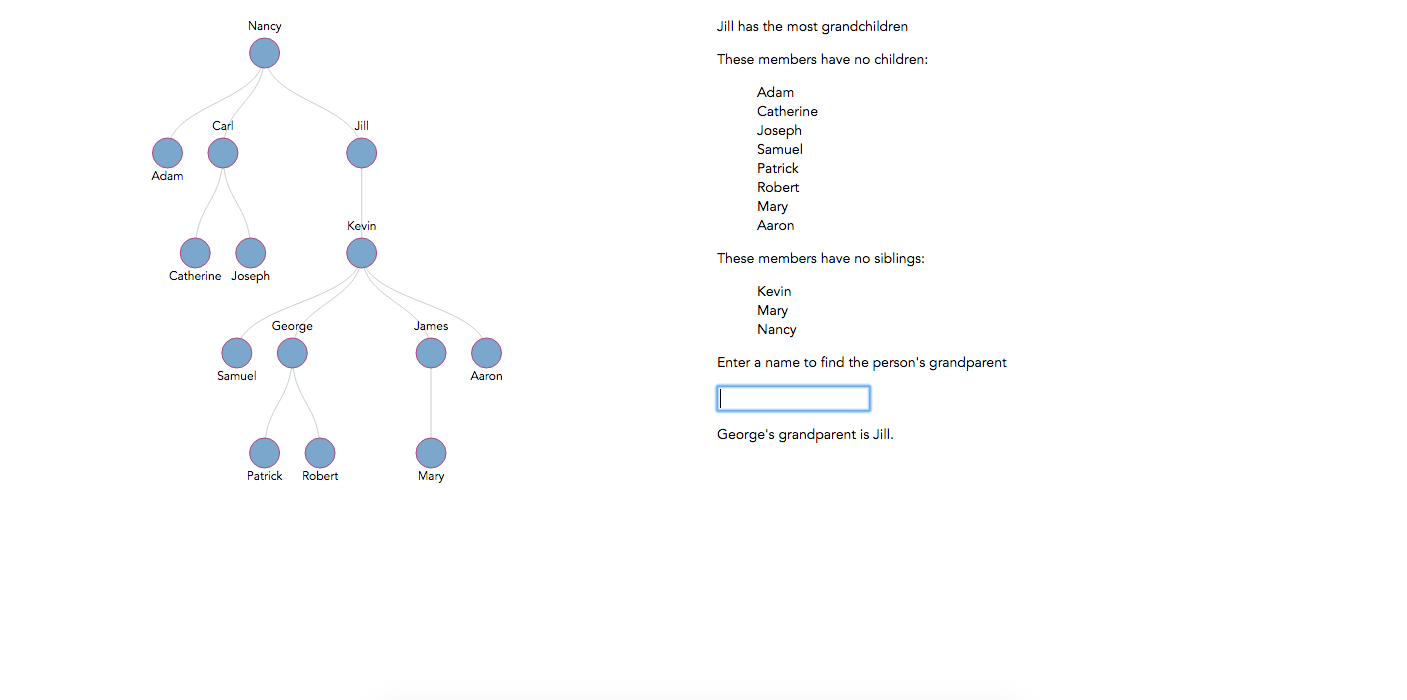 Nancy
Carl
Jill
Adam
Kevin
Catherine Joseph
George
James
Samuel
Aaron
Patrick
Robert
Mary
Jill has the most grandchildren
These members have no children:
Adam
Catherine
Joseph
Samuel
Patrick
Robert
Mary
Aaron
These members have no siblings:
Kevin
Mary
Nancy
Enter a name to find the person's grandparent
George's grandparent is Jill.